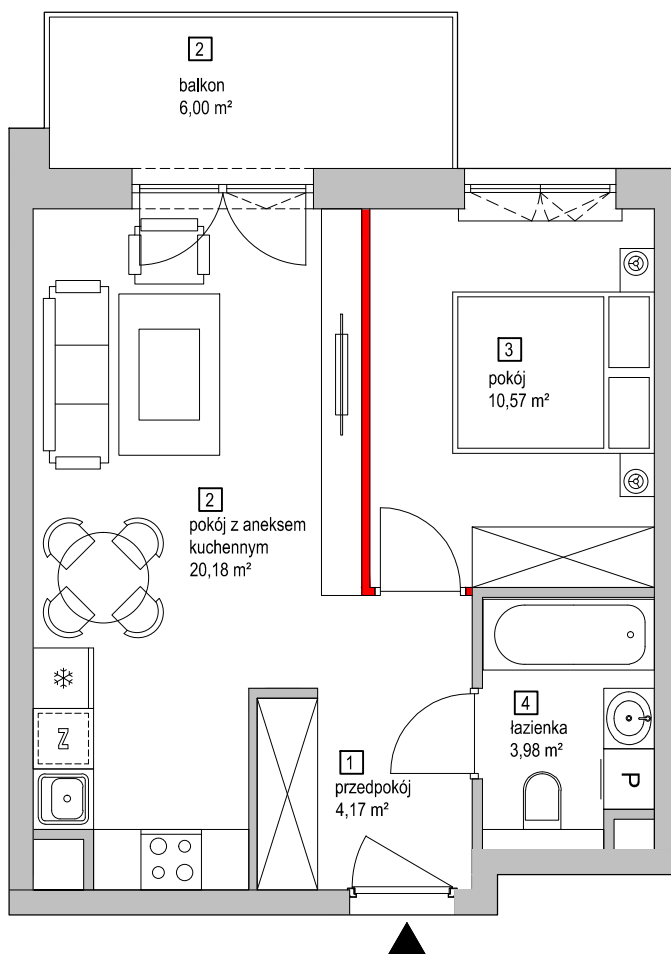 2
balkon
6,00 m²
3
pokój
10,57 m²
2
pokój z aneksem
kuchennym
20,18 m²
Z
4
łazienka
3,98 m²
P
1
przedpokój
4,17 m²